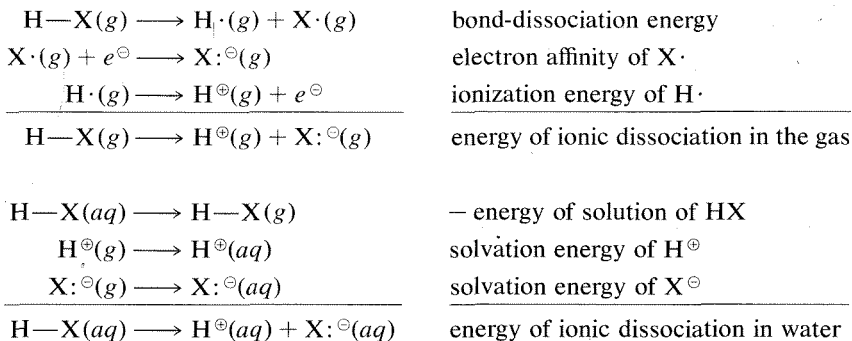 H—X(g) ⟶ H·(g) + X·(g) bond-dissociation energy
X·(g) + e⊖ ⟶ X:⊖(g) electron affinity of X·
H·(g) ⟶ H⊕(g) + e⊖ ionization energy of H·
H—X(g) ⟶ H⊕(g) + X:⊖(g) energy of ionic dissociation in the gas
H—X(aq) ⟶ H—X(g) − energy of solution of HX
H⊕(g) ⟶ H⊕(aq) solvation energy of H⊕
X:⊖(g) ⟶ X:⊖(aq) solvation energy of X⊖
H—X(aq) ⟶ H⊕(aq) + X:⊖(aq) energy of ionic dissociation in water